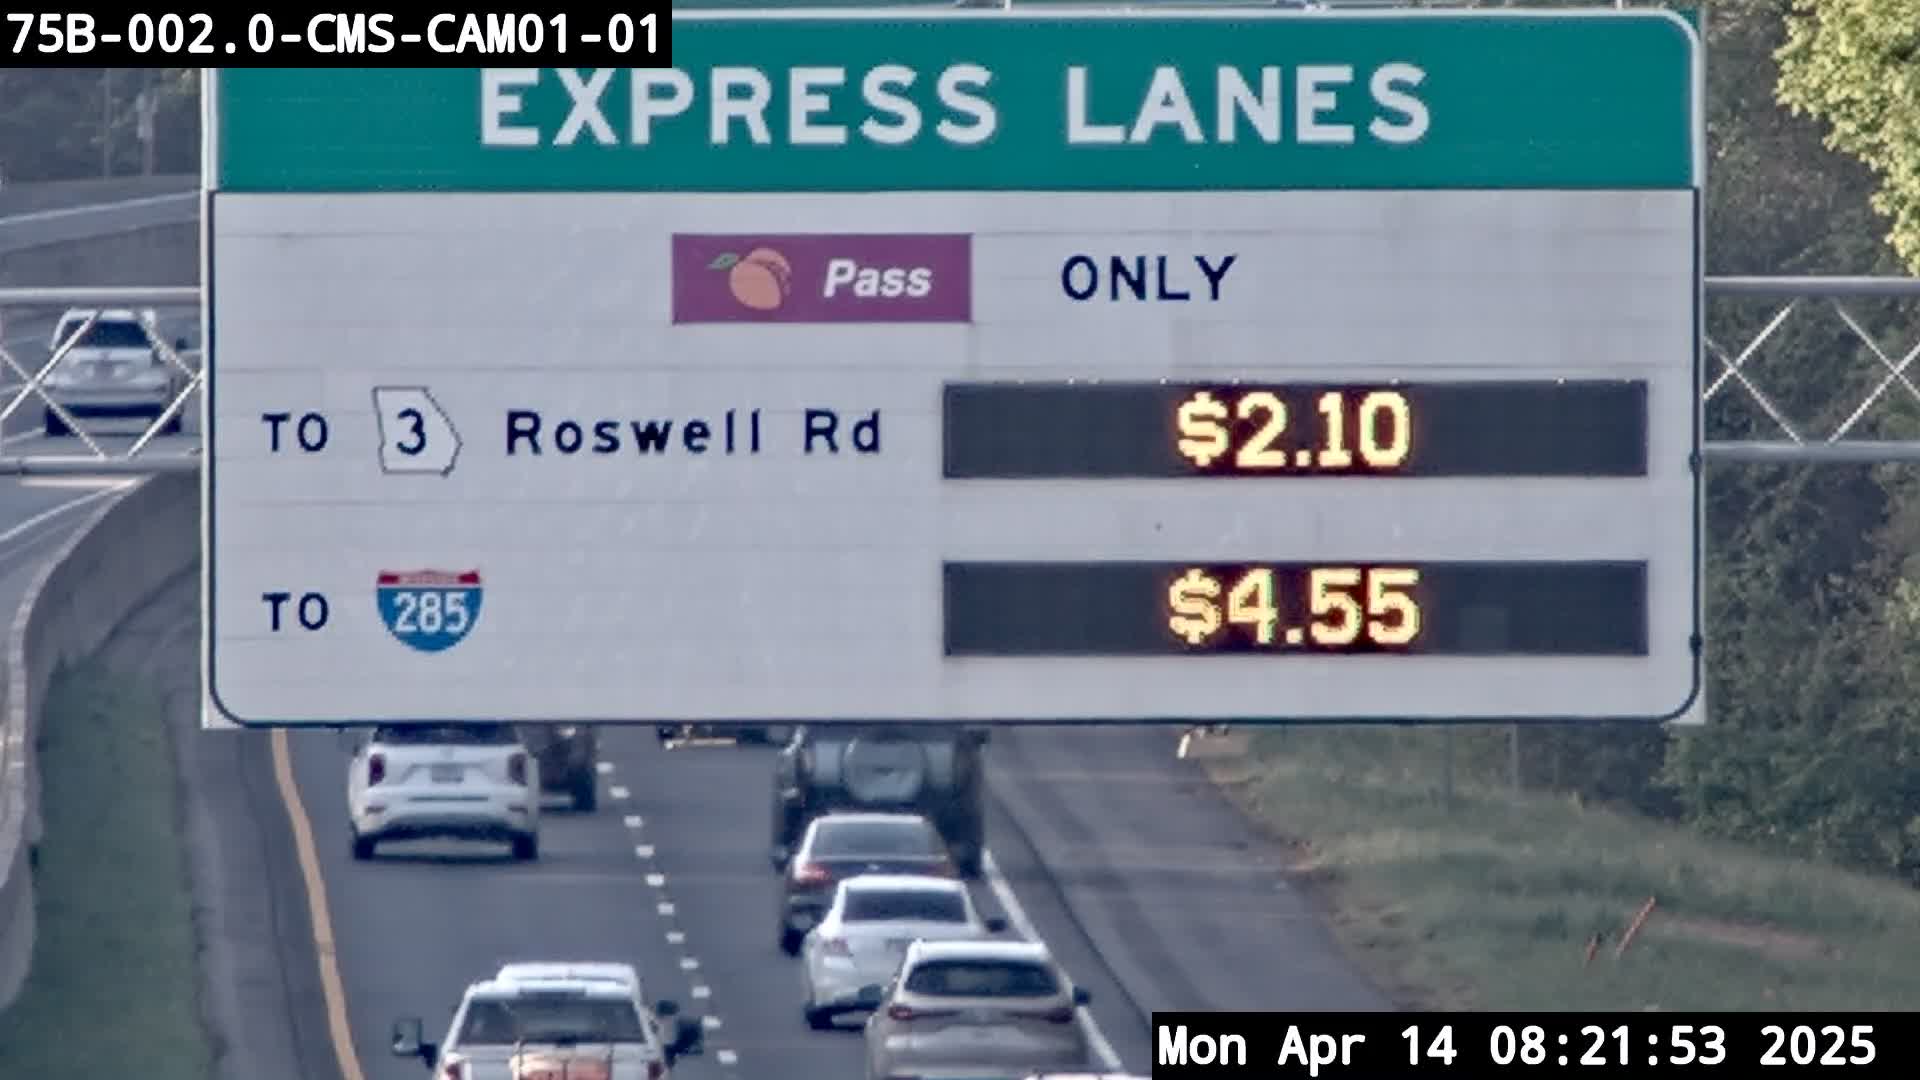 75B-002.0-CMS-CAM01-01
EXPRESS LANES
Pass ONLY
TO 3 Roswell Rd $2.10
TO 285 $4.55
Mon Apr 14 08:21:53 2025